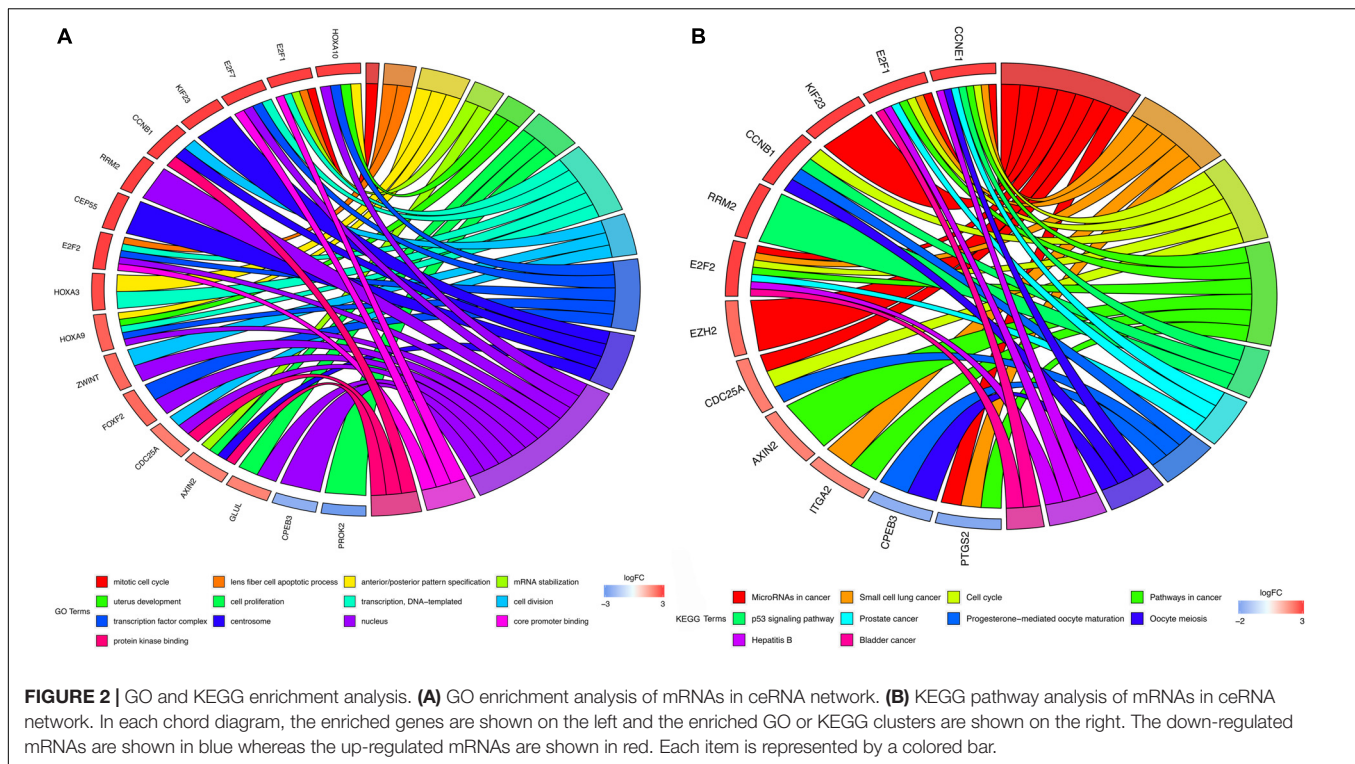 A
HOXA10
E2F1
E2F7
KIF23
CCNB1
RRM2
CEP55
E2F2
HOXA3
HOXA9
ZWINT
FOXF2
CDC25A
AXIN2
GLUL
CPEB3
PROK2
GO Terms
mitotic cell cycle
lens fiber cell apoptotic process
anterior/posterior pattern specification
mRNA stabilization
uterus development
cell proliferation
transcription, DNA−templated
cell division
transcription factor complex
centrosome
nucleus
core promoter binding
protein kinase binding
logFC
−3
3
B
CCNE1
E2F1
KIF23
CCNB1
RRM2
E2F2
EZH2
CDC25A
AXIN2
ITGA2
CPEB3
PTGS2
KEGG Terms
MicroRNAs in cancer
Small cell lung cancer
Cell cycle
Pathways in cancer
p53 signaling pathway
Prostate cancer
Progesterone−mediated oocyte maturation
Oocyte meiosis
Hepatitis B
Bladder cancer
logFC
−2
3
FIGURE 2 | GO and KEGG enrichment analysis. (A) GO enrichment analysis of mRNAs in ceRNA network. (B) KEGG pathway analysis of mRNAs in ceRNA
network. In each chord diagram, the enriched genes are shown on the left and the enriched GO or KEGG clusters are shown on the right. The down-regulated
mRNAs are shown in blue whereas the up-regulated mRNAs are shown in red. Each item is represented by a colored bar.